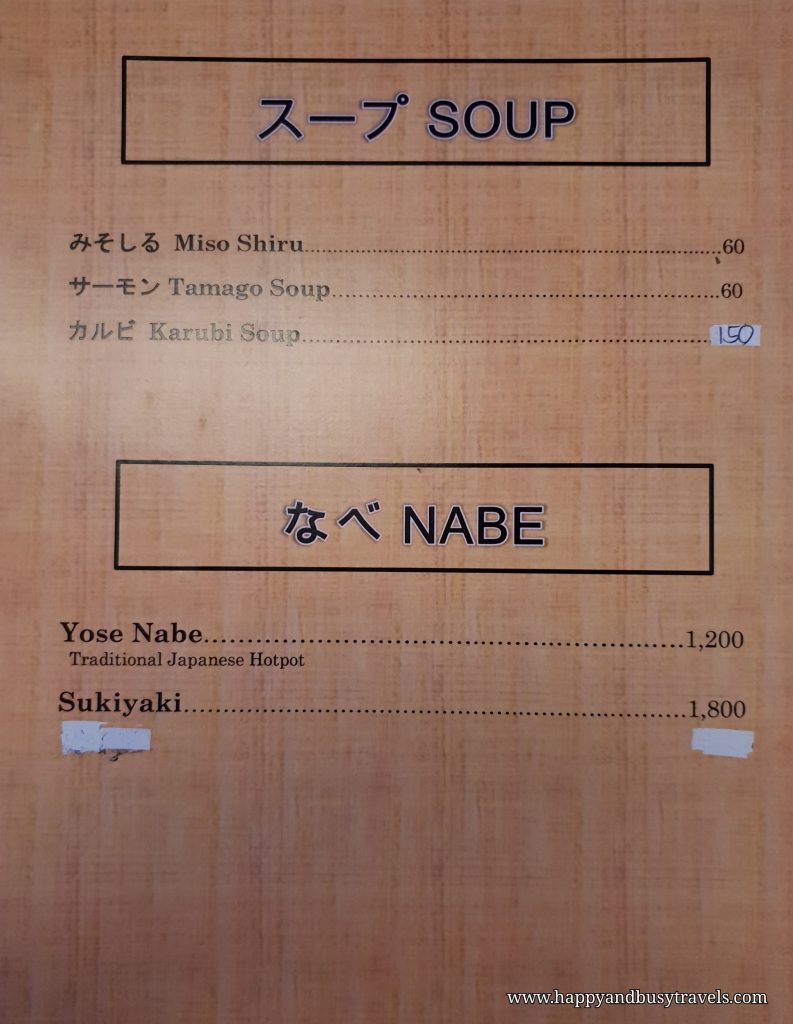 スープ SOUP
みそしる Miso Shiru........................................................60
サーモン Tamago Soup........................................................60
カルビ Karubi Soup........................................................150
なべ NABE
Yose Nabe........................................................1,200
Traditional Japanese Hotpot
Sukiyaki........................................................1,800
www.happyandbusytravels.com